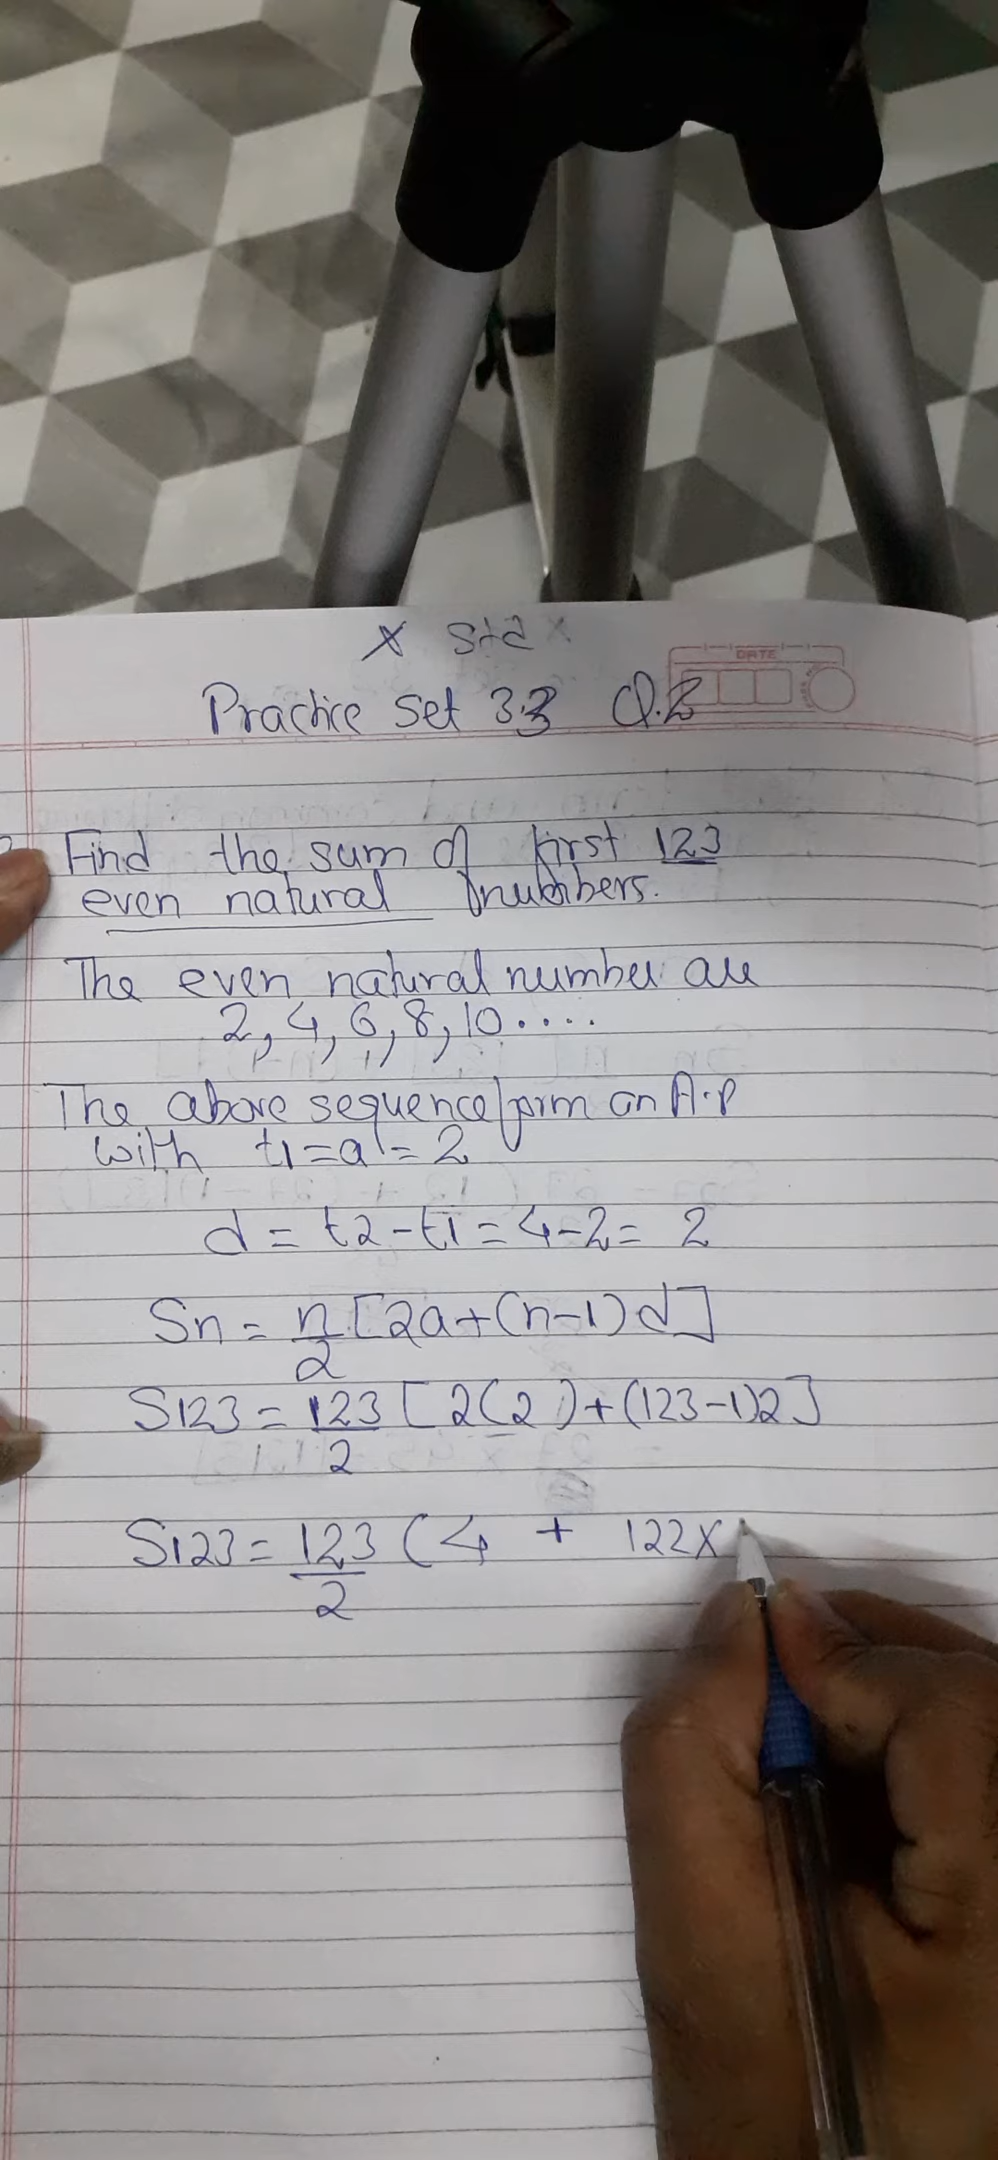 X std X
DATE
Practice Set 3.3 Q.2
Find the sum of first 123
even natural numbers.
The even natural number are
2, 4, 6, 8, 10....
The above sequence form an A.P
with t1 = a = 2
d = t2 - t1 = 4 - 2 = 2
Sn = n/2 [2a + (n-1) d]
S123 = 123/2 [2(2) + (123-1)2]
S123 = 123/2 (4 + 122 x